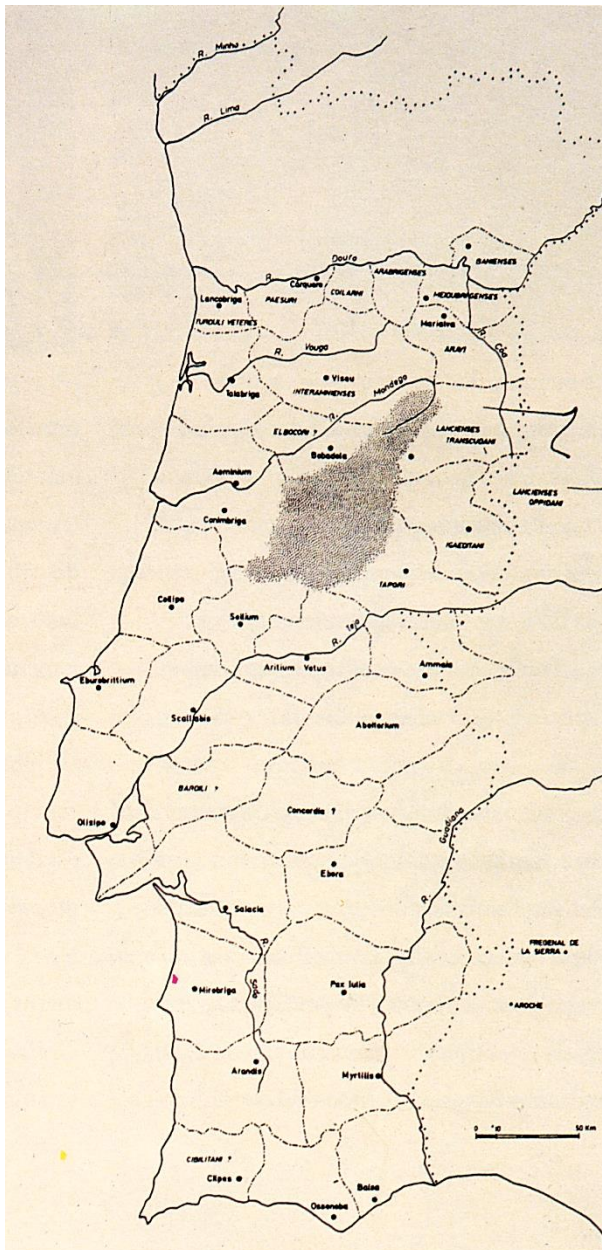 R. Minho
R. Lima
R. Douro
BANIENSES
Cárquere
ARABRIGENSES
COILARNI
PAESURI
MEIDUBRIGENSES
Lancobriga
Marialva
TURDULI VETERES
R. Côa
R. Vouga
ARAVI
Viseu
Talabriga
INTERAMNIENSES
R. Mondego
ELBOCORI ?
LANCIENSES
TRANSCUDANI
Bobadela
Aeminium
LANCIENSES
OPPIDANI
Conimbriga
IGAEDITANI
TAPORI
Collipo
Sellium
R. Tejo
Aritium Vetus
Ammaia
Eburobrittium
Scallabis
Abelterium
BARDILI ?
Concordia ?
Olisipo
R. Guadiana
Ebora
Salacia
FREGENAL DE
LA SIERRA
R. Sado
Mirobriga
Pax Iulia
AROCHE
Arandis
Myrtilis
0 10 50 Km
CIBILITANI ?
Cilpes
Balsa
Ossonoba